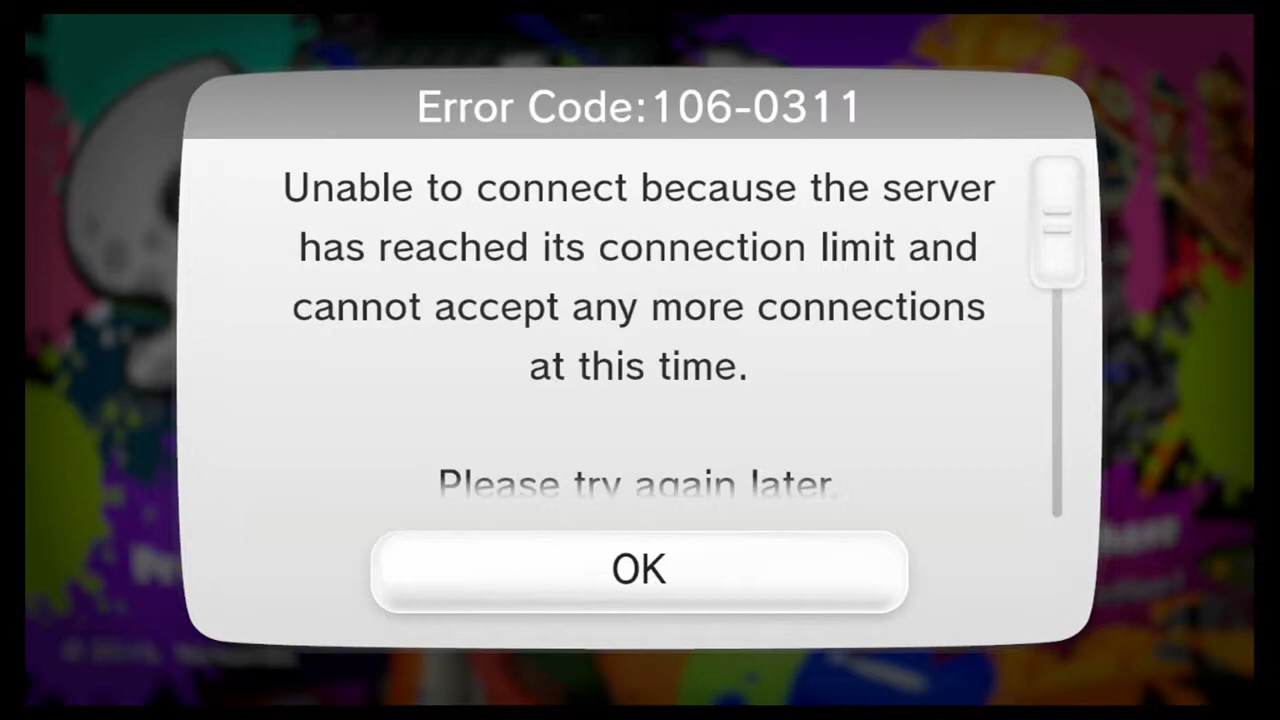 Error Code:106-0311
Unable to connect because the server
has reached its connection limit and
cannot accept any more connections
at this time.
Please try again later.
OK